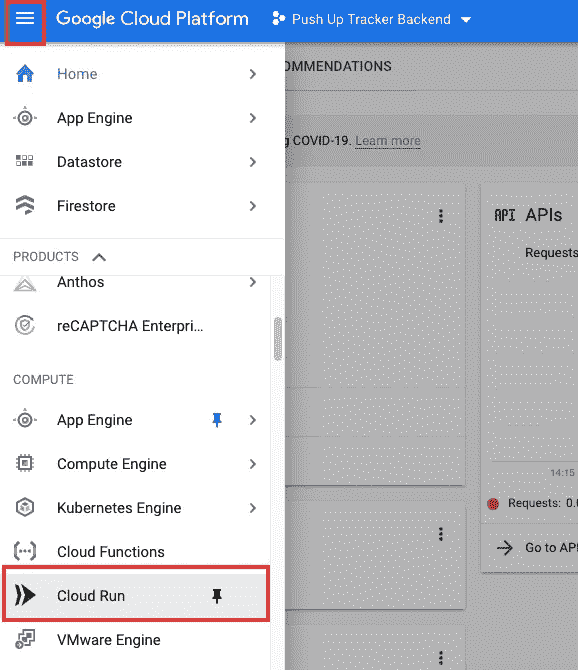 Google Cloud Platform
Push Up Tracker Backend
Home
App Engine
Datastore
Firestore
PRODUCTS
Anthos
reCAPTCHA Enterpri...
COMPUTE
App Engine
Compute Engine
Kubernetes Engine
Cloud Functions
Cloud Run
VMware Engine
OMMENDATIONS
g COVID-19. Learn more
API APIs
Requests
14:15
Requests: 0.0
Go to API